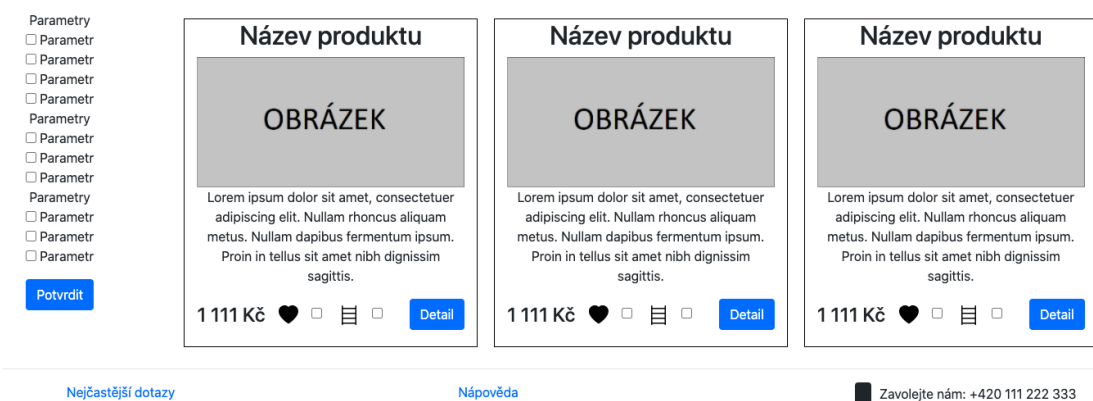 Parametry
Parametr
Parametr
Parametr
Parametr
Parametry
Parametr
Parametr
Parametr
Parametry
Parametr
Parametr
Parametr
Potvrdit
Název produktu
OBRÁZEK
Lorem ipsum dolor sit amet, consectetuer
adipiscing elit. Nullam rhoncus aliquam
metus. Nullam dapibus fermentum ipsum.
Proin in tellus sit amet nibh dignissim
sagittis.
1 111 Kč Detail
Název produktu
OBRÁZEK
Lorem ipsum dolor sit amet, consectetuer
adipiscing elit. Nullam rhoncus aliquam
metus. Nullam dapibus fermentum ipsum.
Proin in tellus sit amet nibh dignissim
sagittis.
1 111 Kč Detail
Název produktu
OBRÁZEK
Lorem ipsum dolor sit amet, consectetuer
adipiscing elit. Nullam rhoncus aliquam
metus. Nullam dapibus fermentum ipsum.
Proin in tellus sit amet nibh dignissim
sagittis.
1 111 Kč Detail
Nejčastější dotazy
Nápověda
Zavolejte nám: +420 111 222 333